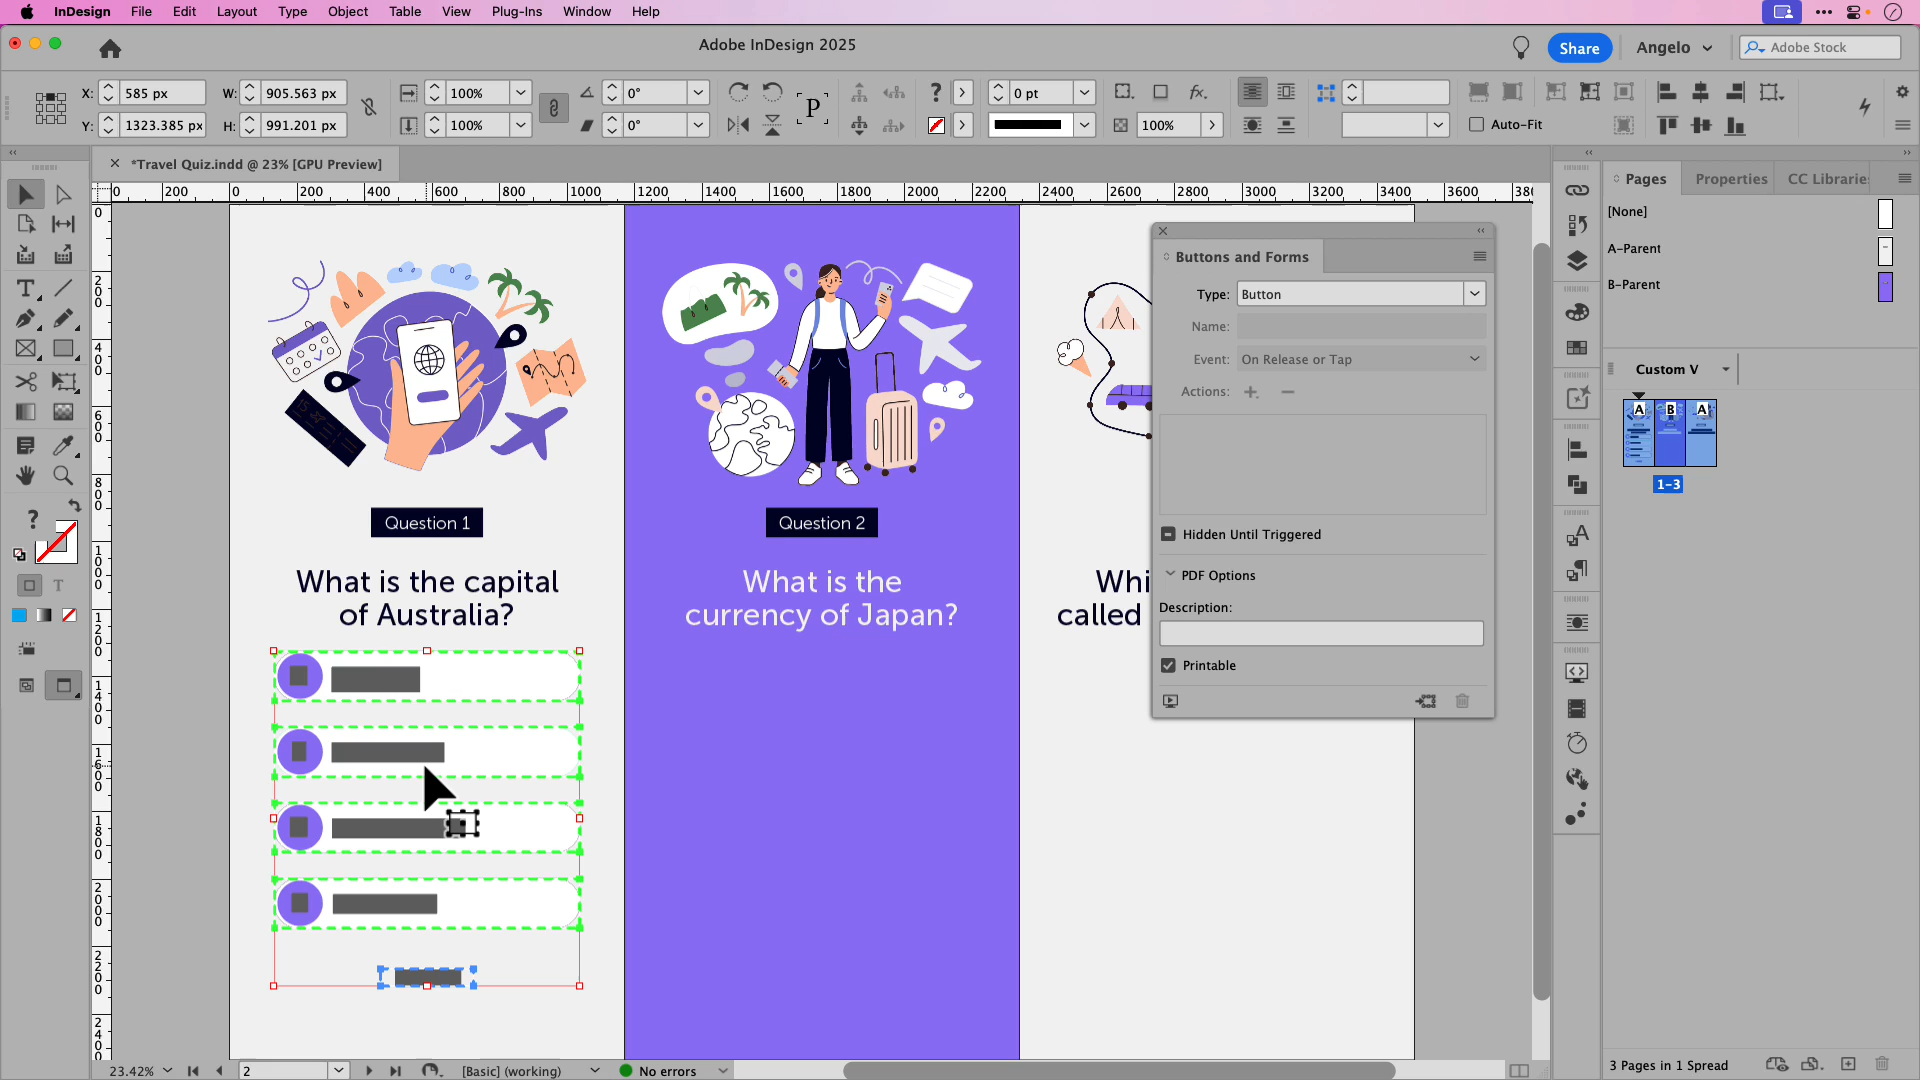 InDesign File Edit Layout Type Object Table View Plug-Ins Window Help
Adobe InDesign 2025
Share Angelo Adobe Stock
X: 585 px W: 905.563 px 100% 0° 0 pt
Y: 1323.385 px H: 991.201 px 100% 0° 100% Auto-Fit
P
*Travel Quiz.indd @ 23% [GPU Preview]
Pages Properties CC Libraries
0 200 0 200 400 600 800 1000 1200 1400 1600 1800 2000 2200 2400 2600 2800 3000 3200 3400 3600 380
0 200 400 600 800 1000 1200 1400 1600 1800 2000 2200 2400
[None]
A-Parent
B-Parent
Custom V
A B A
1-3
Buttons and Forms
Type: Button
Name:
Event: On Release or Tap
Actions:
Hidden Until Triggered
PDF Options
Description:
Printable
Question 1
What is the capital
of Australia?
Question 2
What is the
currency of Japan?
Whi
called
23.42% 2 [Basic] (working) No errors
3 Pages in 1 Spread